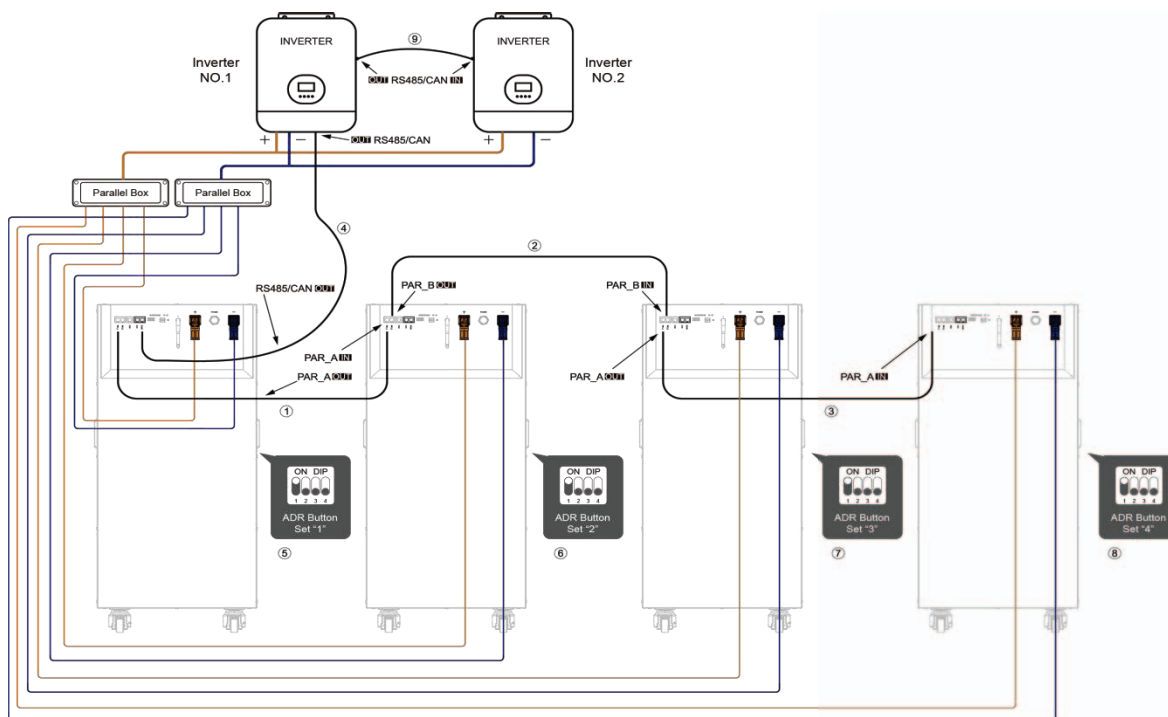 INVERTER
INVERTER
⑨
Inverter
NO.1
Inverter
NO.2
OUT RS485/CAN IN
+ −
OUT RS485/CAN
+ −
Parallel Box
Parallel Box
④
②
RS485/CAN OUT
PAR_B OUT
PAR_B IN
PAR_A IN
PAR_A OUT
PAR_A OUT
PAR_A IN
①
③
ON DIP
1 2 3 4
ADR Button
Set "1"
⑤
ON DIP
1 2 3 4
ADR Button
Set "2"
⑥
ON DIP
1 2 3 4
ADR Button
Set "3"
⑦
ON DIP
1 2 3 4
ADR Button
Set "4"
⑧